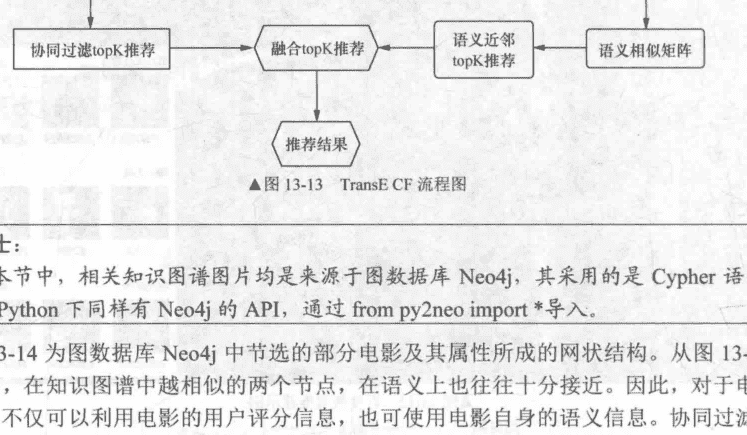 协同过滤topK推荐
融合topK推荐
语义近邻
topK推荐
语义相似矩阵
推荐结果
▲图 13-13 TransE CF 流程图
士：
本节中，相关知识图谱图片均是来源于图数据库 Neo4j，其采用的是 Cypher 语
Python 下同样有 Neo4j 的 API，通过 from py2neo import *导入。
3-14 为图数据库 Neo4j 中节选的部分电影及其属性所成的网状结构。从图 13-
，在知识图谱中越相似的两个节点，在语义上也往往十分接近。因此，对于电
不仅可以利用电影的用户评分信息，也可使用电影自身的语义信息。协同过滤